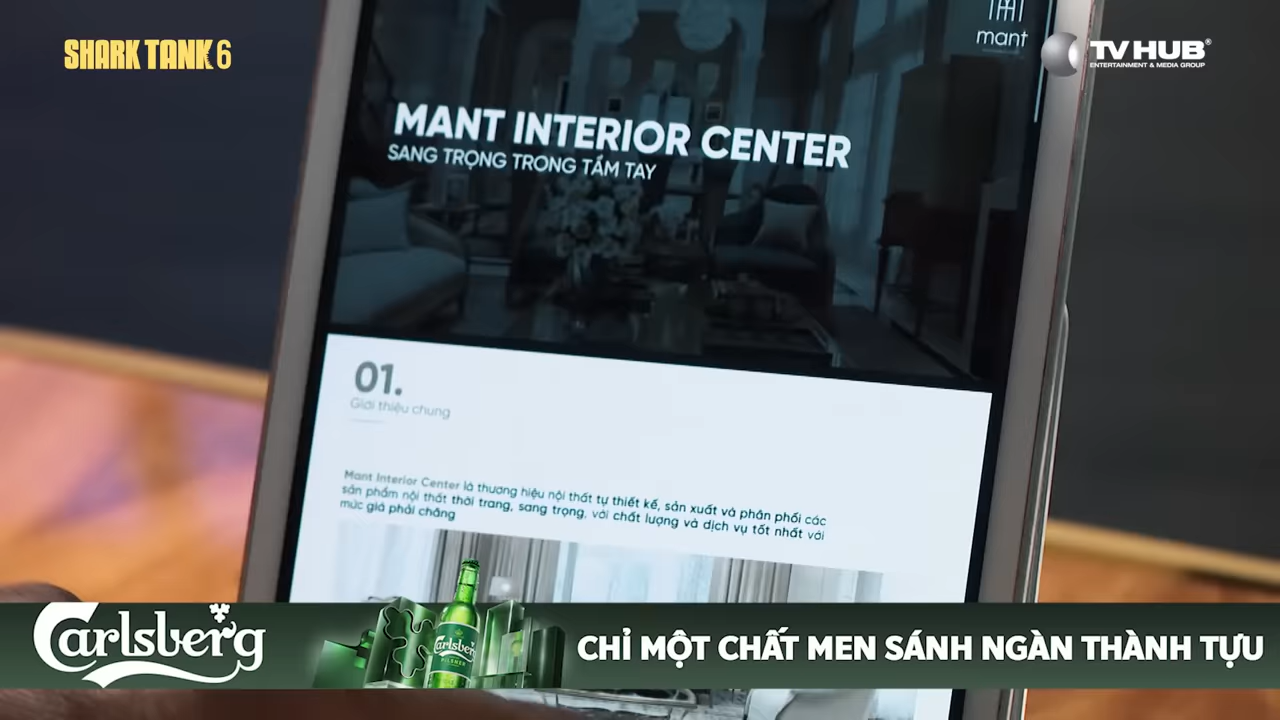 SHARK TANK 6
mant
TV HUB®
ENTERTAINMENT & MEDIA GROUP
MANT INTERIOR CENTER
SANG TRỌNG TRONG TẦM TAY
01.
Giới thiệu chung
Mant Interior Center là thương hiệu nội thất tự thiết kế, sản xuất và phân phối các
sản phẩm nội thất thời trang, sang trọng, với chất lượng và dịch vụ tốt nhất với
mức giá phải chăng
Carlsberg
Carlsberg
PILSNER
CHỈ MỘT CHẤT MEN SÁNH NGÀN THÀNH TỰU